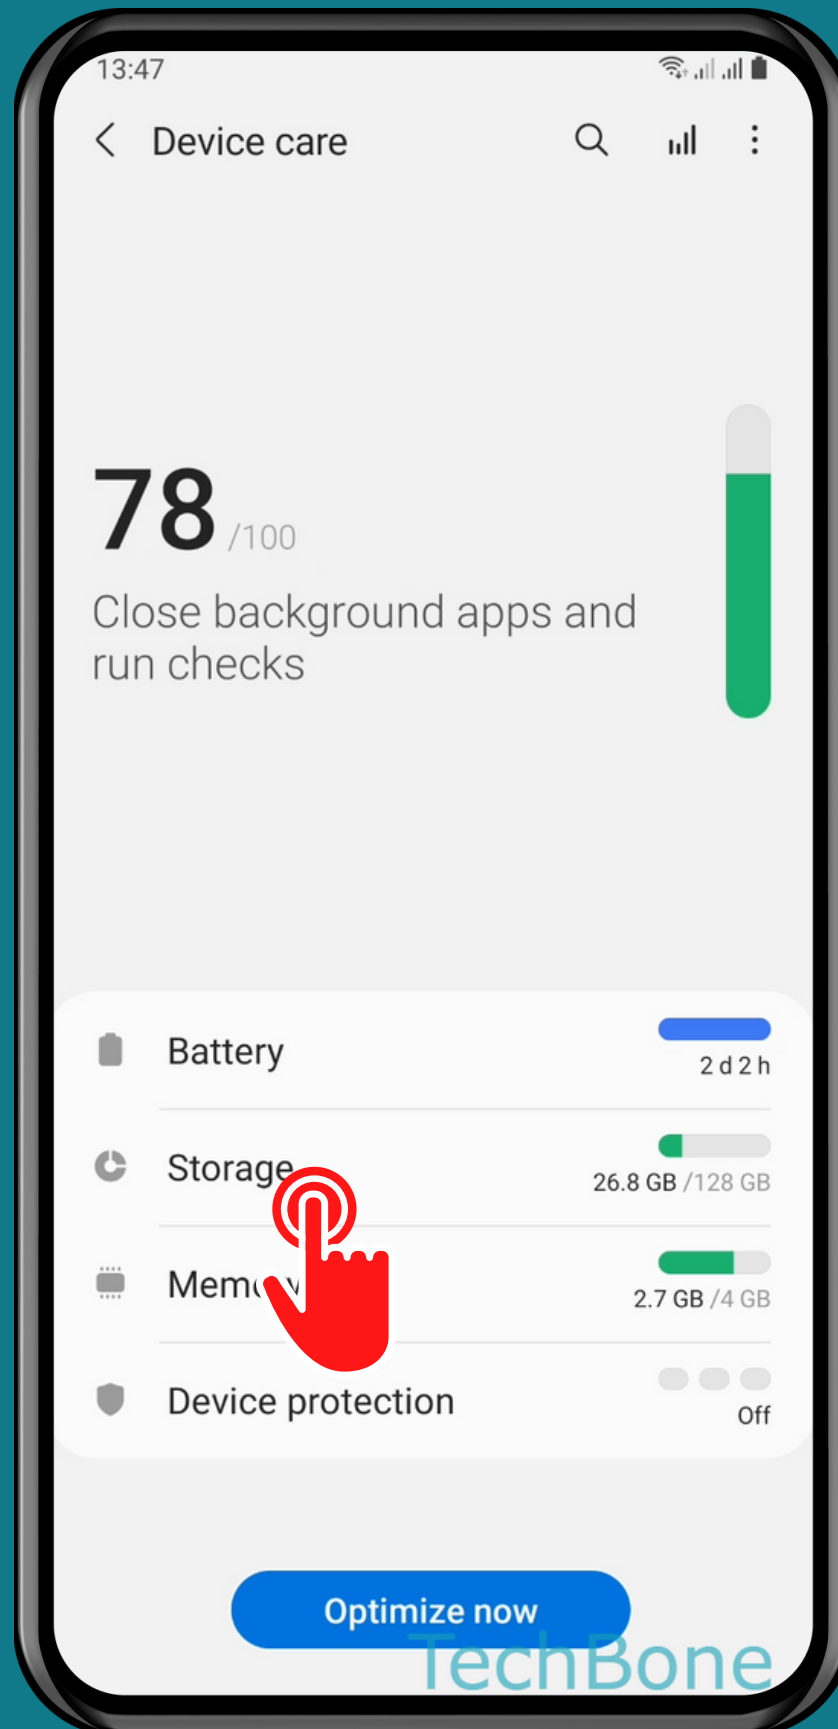 13:47
Device care
78 /100
Close background apps and
run checks
Battery
2 d 2 h
Storage
26.8 GB /128 GB
Memory
2.7 GB /4 GB
Device protection
Off
Optimize now
TechBone